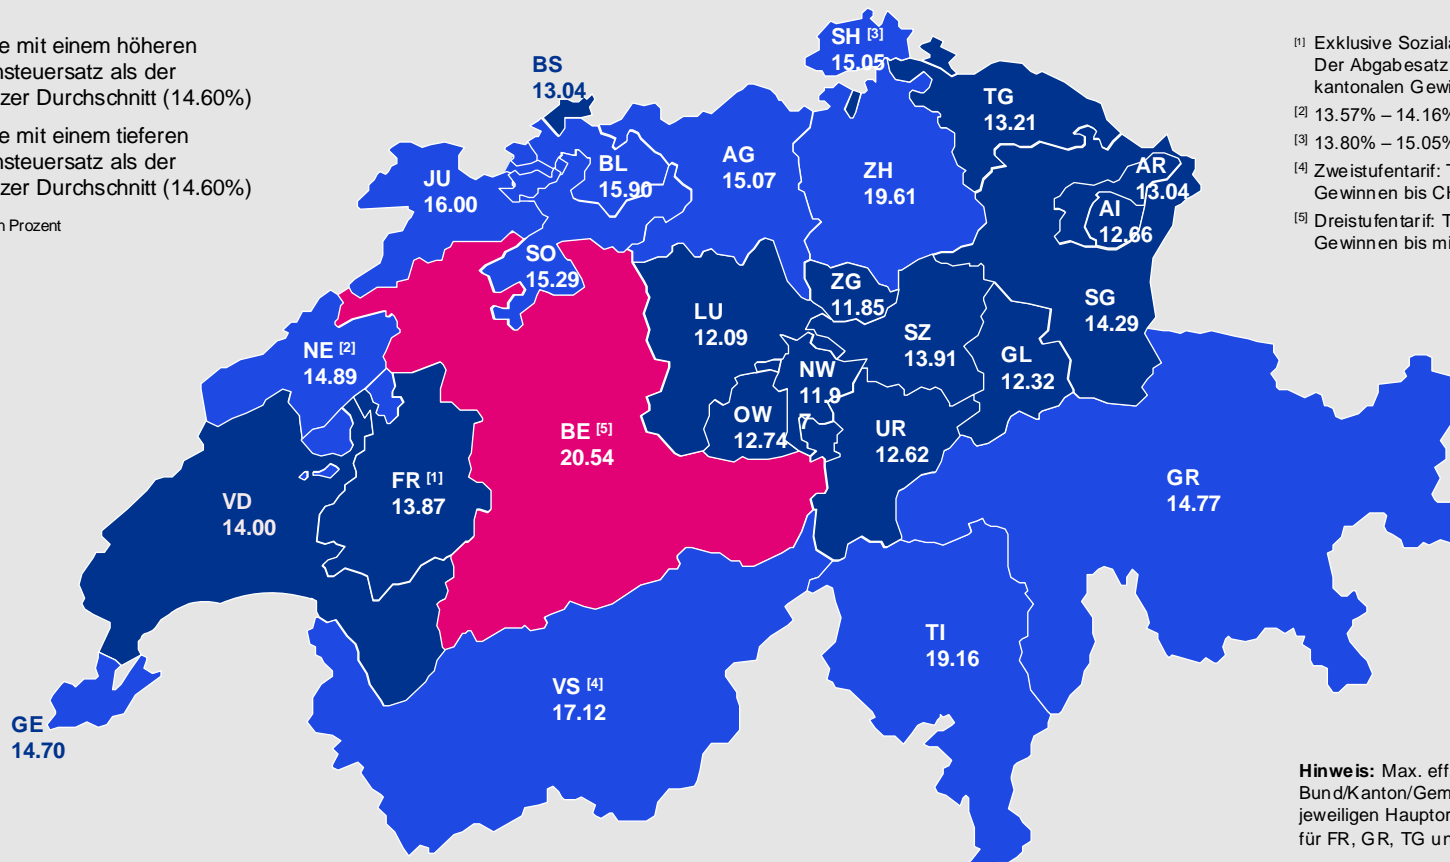 e mit einem höheren
nsteuersatz als der
zer Durchschnitt (14.60%)
e mit einem tieferen
nsteuersatz als der
zer Durchschnitt (14.60%)
n Prozent
[1] Exklusive Sozial
Der Abgabesatz
kantonalen Gewi
[2] 13.57% – 14.16%
[3] 13.80% – 15.05%
[4] Zweistufentarif: T
Gewinnen bis CH
[5] Dreistufentarif: T
Gewinnen bis mi
SH [3]
15.05
BS
13.04
TG
13.21
AG
15.07
BL
15.90
ZH
19.61
JU
16.00
AR
13.04
AI
12.66
SO
15.29
ZG
11.85
LU
12.09
SZ
13.91
SG
14.29
GL
12.32
NE [2]
14.89
NW
11.9
7
OW
12.74
UR
12.62
BE [5]
20.54
FR [1]
13.87
VD
14.00
GR
14.77
TI
19.16
VS [4]
17.12
GE
14.70
Hinweis: Max. eff
Bund/Kanton/Gem
jeweiligen Hauptor
für FR, GR, TG un